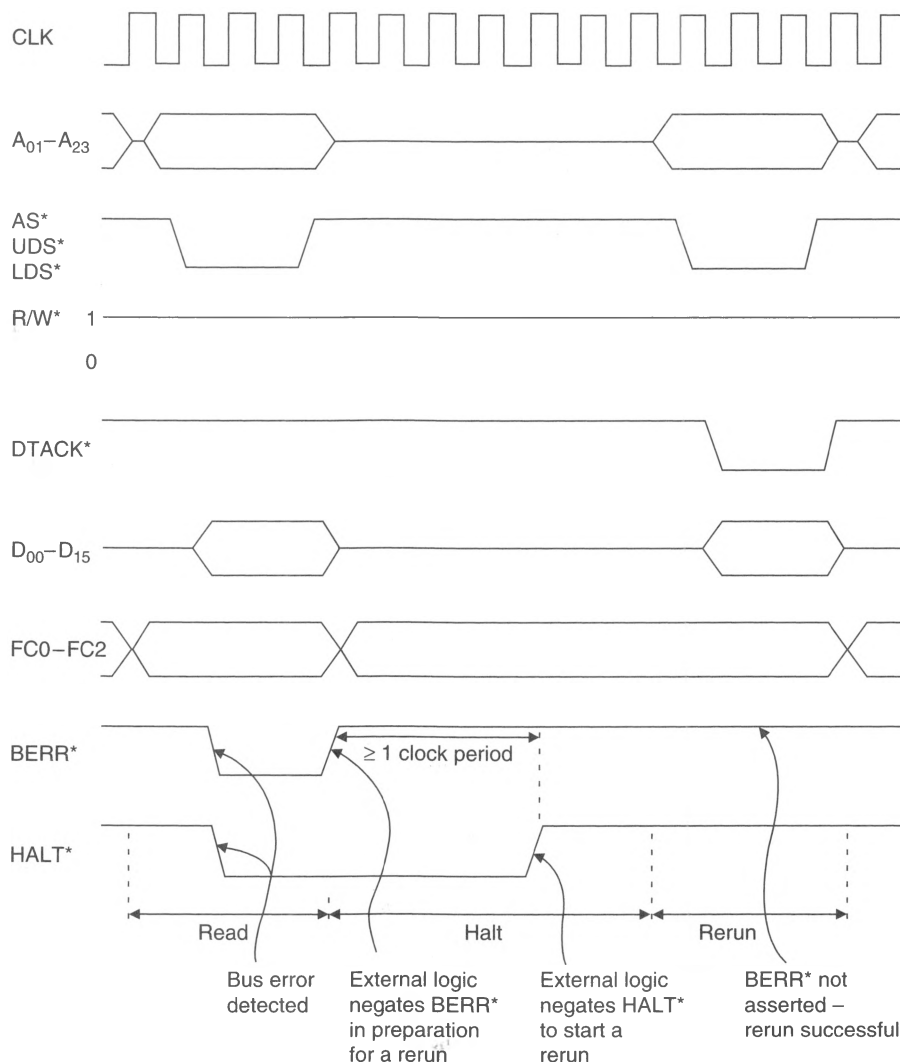 CLK
A01–A23
AS*
UDS*
LDS*
R/W* 1
0
DTACK*
D00–D15
FC0–FC2
BERR*
≥ 1 clock period
HALT*
Read Halt Rerun
Bus error
detected
External logic
negates BERR*
in preparation
for a rerun
External logic
negates HALT*
to start a
rerun
BERR* not
asserted –
rerun successful